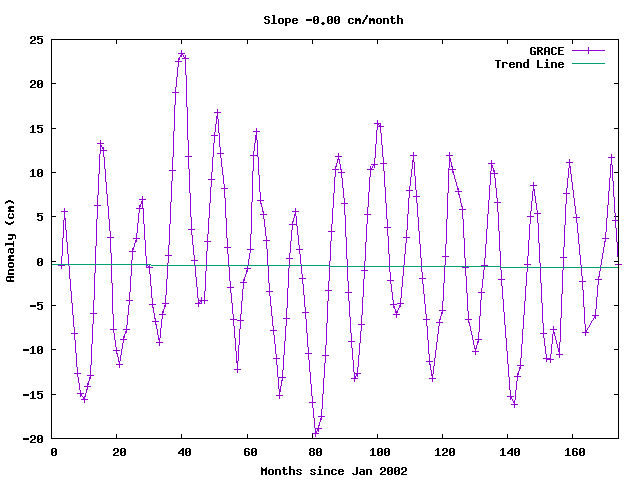 Slope -0.00 cm/month
GRACE
Trend Line
25
20
15
10
5
0
-5
-10
-15
-20
Anomaly (cm)
0 20 40 60 80 100 120 140 160
Months since Jan 2002